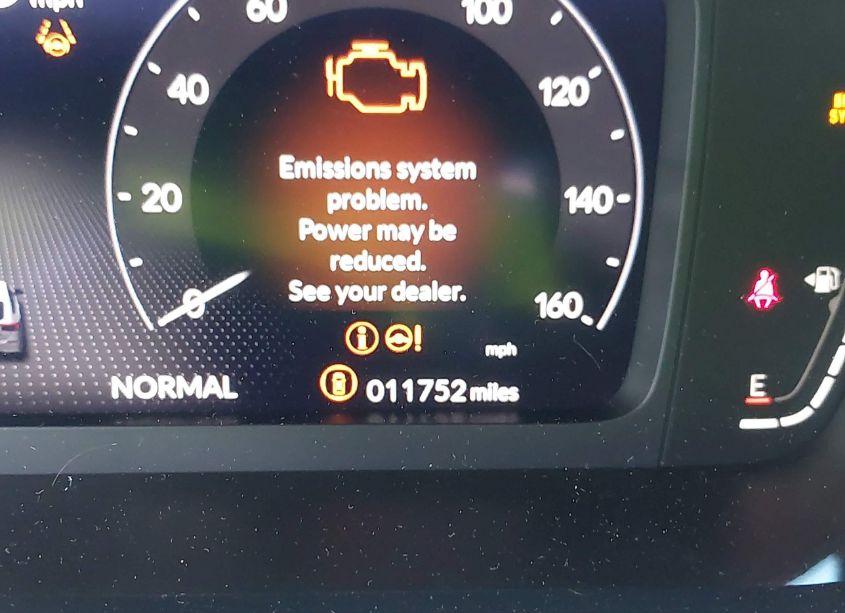 mph
60
100
40
120
Emissions system
problem.
Power may be
reduced.
See your dealer.
20
140
0
160
mph
NORMAL
011752 miles
E